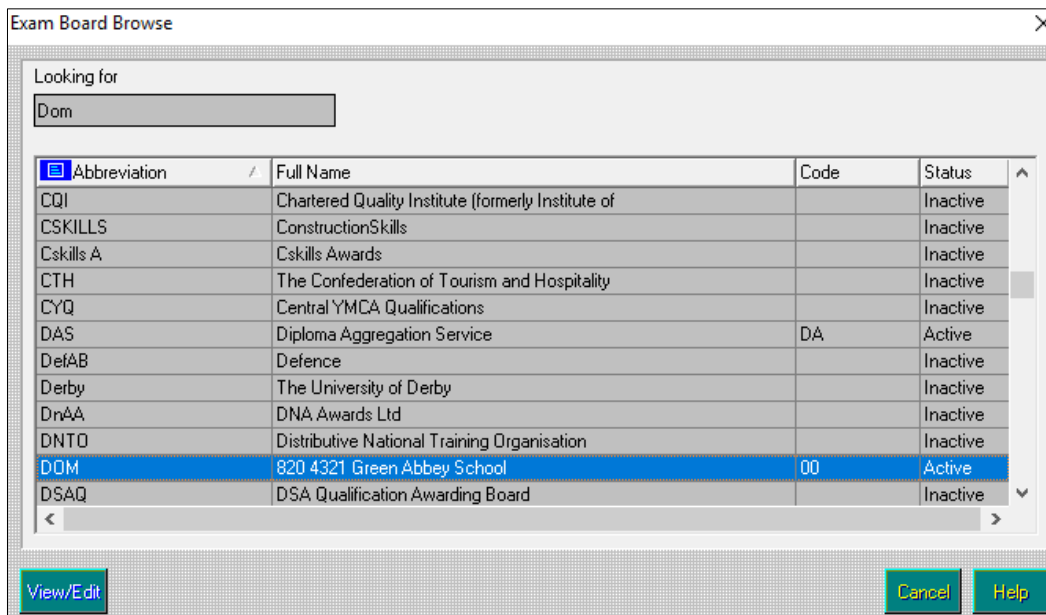 Exam Board Browse
Looking for
Dom
Abbreviation Full Name Code Status
CQI Chartered Quality Institute (formerly Institute of Inactive
CSKILLS ConstructionSkills Inactive
Cskills A Cskills Awards Inactive
CTH The Confederation of Tourism and Hospitality Inactive
CYQ Central YMCA Qualifications Inactive
DAS Diploma Aggregation Service DA Active
DefAB Defence Inactive
Derby The University of Derby Inactive
DnAA DNA Awards Ltd Inactive
DNTO Distributive National Training Organisation Inactive
DOM 820 4321 Green Abbey School 00 Active
DSAQ DSA Qualification Awarding Board Inactive
View/Edit Cancel Help